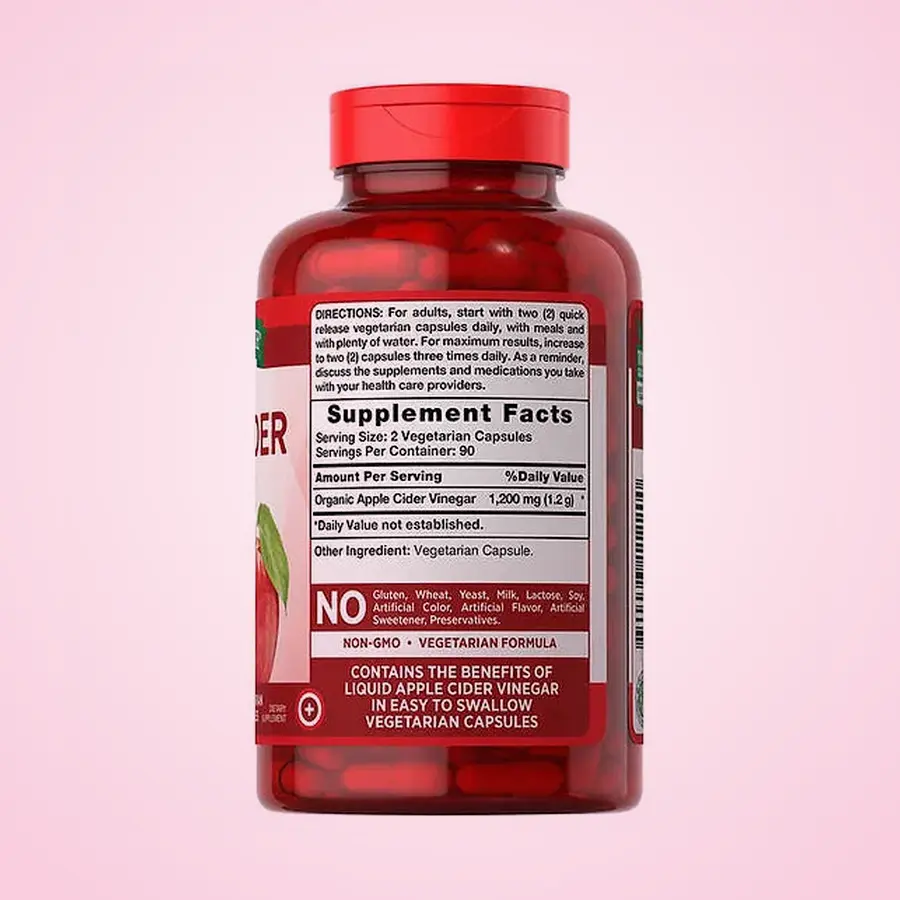 DIRECTIONS: For adults, start with two (2) quick
release vegetarian capsules daily, with meals and
with plenty of water. For maximum results, increase
to two (2) capsules three times daily. As a reminder,
discuss the supplements and medications you take
with your health care providers.
Supplement Facts
Serving Size: 2 Vegetarian Capsules
Servings Per Container: 90
Amount Per Serving %Daily Value
Organic Apple Cider Vinegar 1,200 mg (1.2 g) *
*Daily Value not established.
Other Ingredient: Vegetarian Capsule.
NO Gluten, Wheat, Yeast, Milk, Lactose, Soy,
Artificial Color, Artificial Flavor, Artificial
Sweetener, Preservatives.
NON-GMO • VEGETARIAN FORMULA
CONTAINS THE BENEFITS OF
LIQUID APPLE CIDER VINEGAR
IN EASY TO SWALLOW
VEGETARIAN CAPSULES
DER
DIETARY
SUPPLEMENT